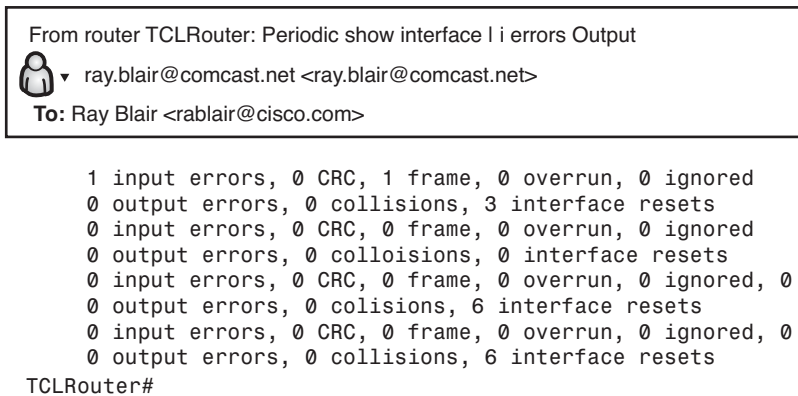 From router TCLRouter: Periodic show interface l i errors Output
ray.blair@comcast.net <ray.blair@comcast.net>
To: Ray Blair <rablair@cisco.com>
1 input errors, 0 CRC, 1 frame, 0 overrun, 0 ignored
0 output errors, 0 collisions, 3 interface resets
0 input errors, 0 CRC, 0 frame, 0 overrun, 0 ignored
0 output errors, 0 colloisions, 0 interface resets
0 input errors, 0 CRC, 0 frame, 0 overrun, 0 ignored, 0
0 output errors, 0 colisions, 6 interface resets
0 input errors, 0 CRC, 0 frame, 0 overrun, 0 ignored, 0
0 output errors, 0 collisions, 6 interface resets
TCLRouter#